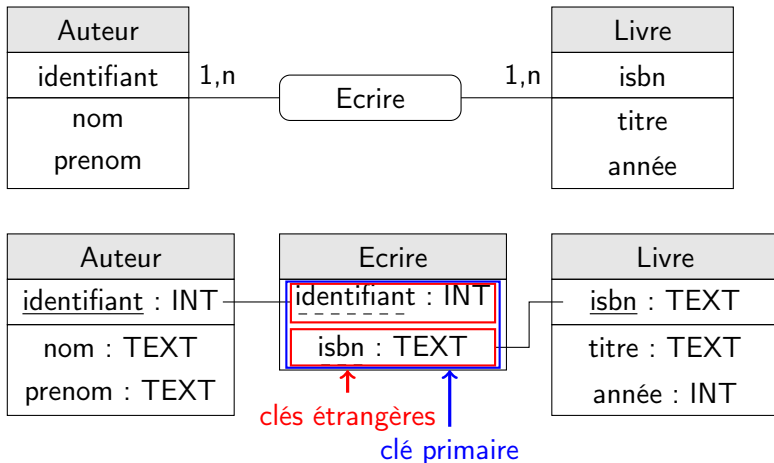 Auteur
identifiant
nom
prenom
1,n
Ecrire
1,n
Livre
isbn
titre
année
Auteur
identifiant : INT
nom : TEXT
prenom : TEXT
Ecrire
identifiant : INT
isbn : TEXT
Livre
isbn : TEXT
titre : TEXT
année : INT
clés étrangères
clé primaire